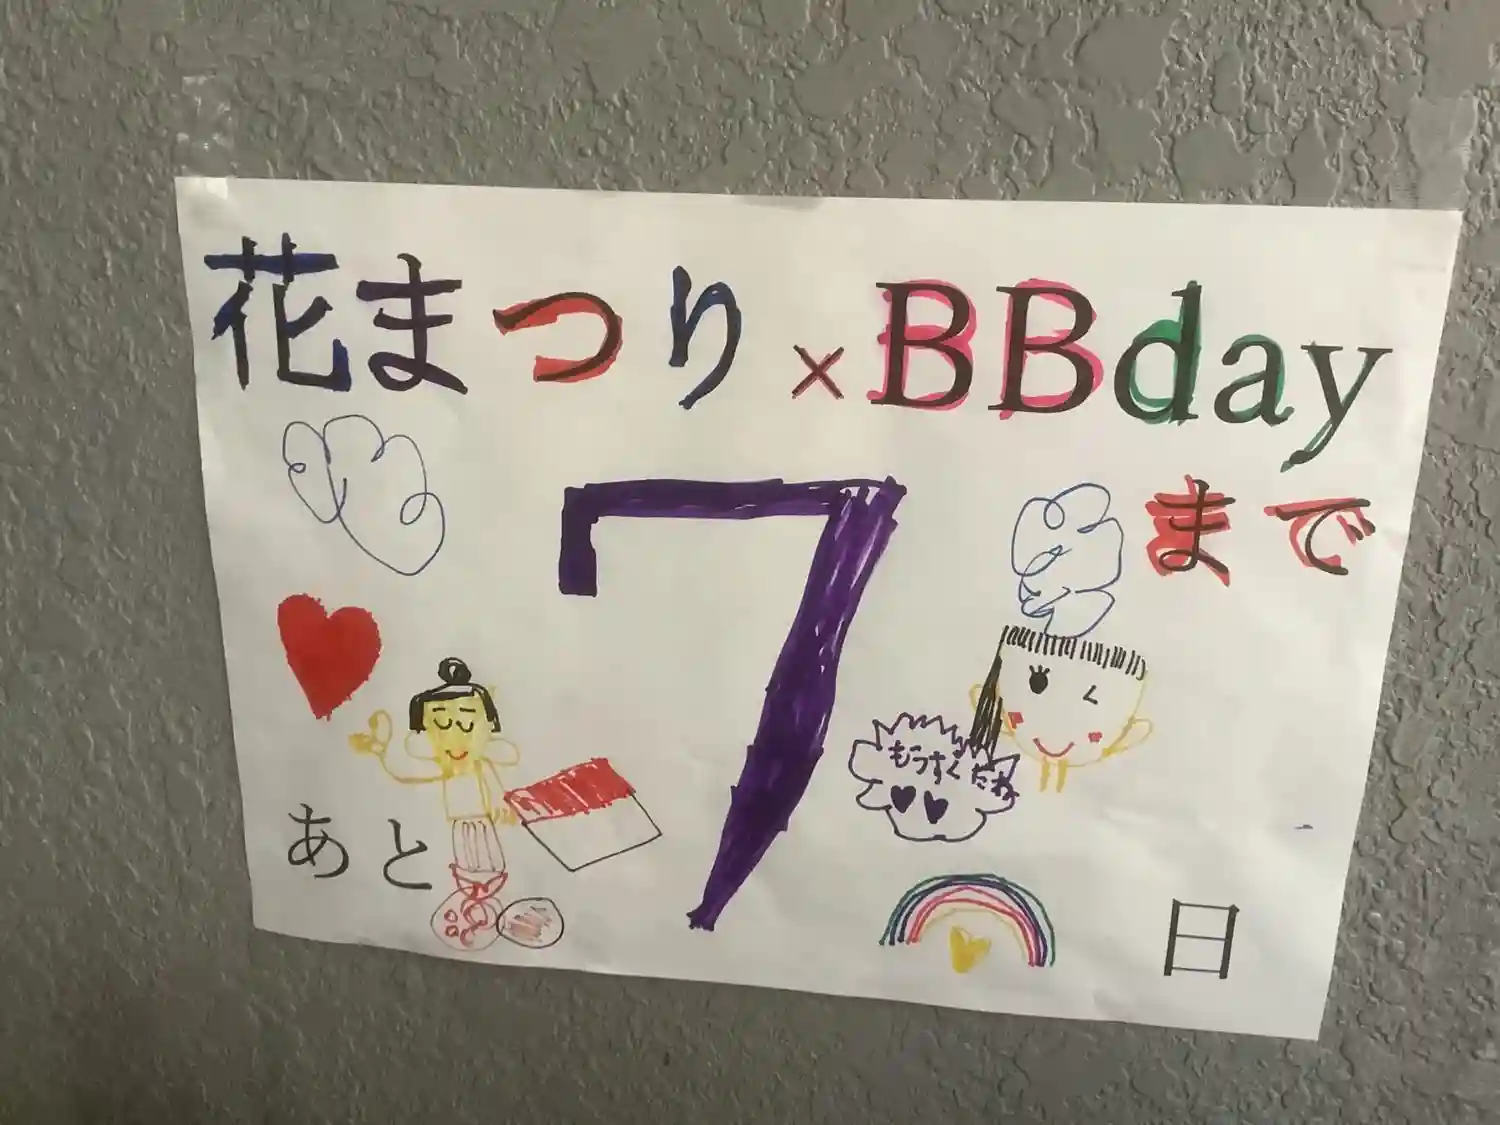 花まつり×BBday
まで
7
もうすぐだね
あと
日